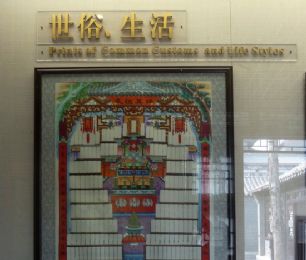 世俗、生活
Prints of Common Customs and Life Styles